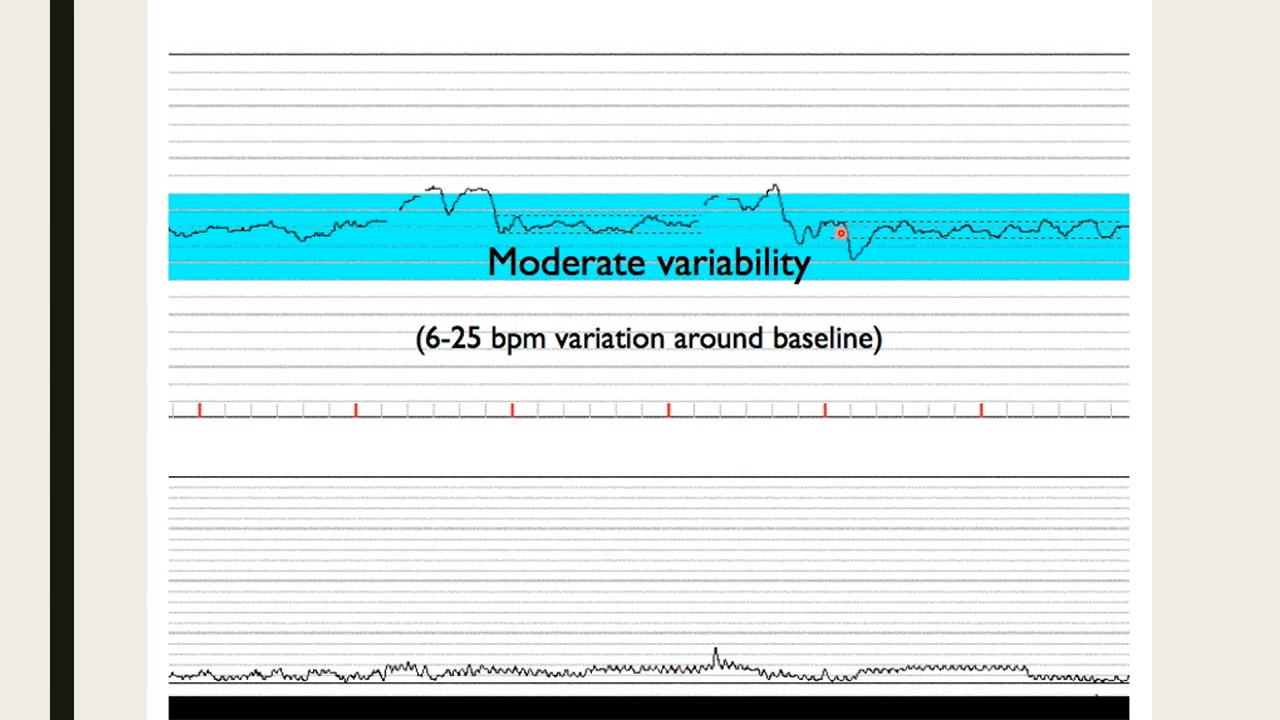 Moderate variability
(6-25 bpm variation around baseline)